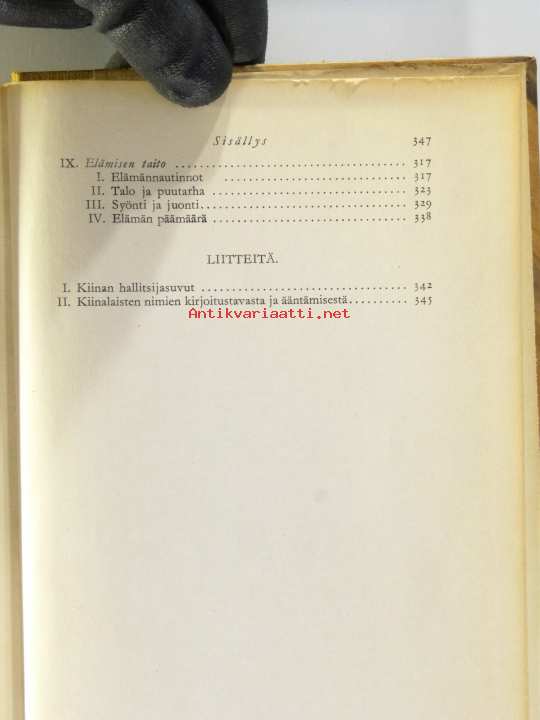 Sisällys 347
IX. Elämisen taito .................................... 317
I. Elämännautinnot ............................. 317
II. Talo ja puutarha ............................... 323
III. Syönti ja juonti................................. 329
IV. Elämän päämäärä .............................. 338
LIITTEITÄ.
I. Kiinan hallitsijasuvut ................................ 342
II. Kiinalaisten nimien kirjoitustavasta ja ääntämisestä.......... 345
Antikvariaatti.net